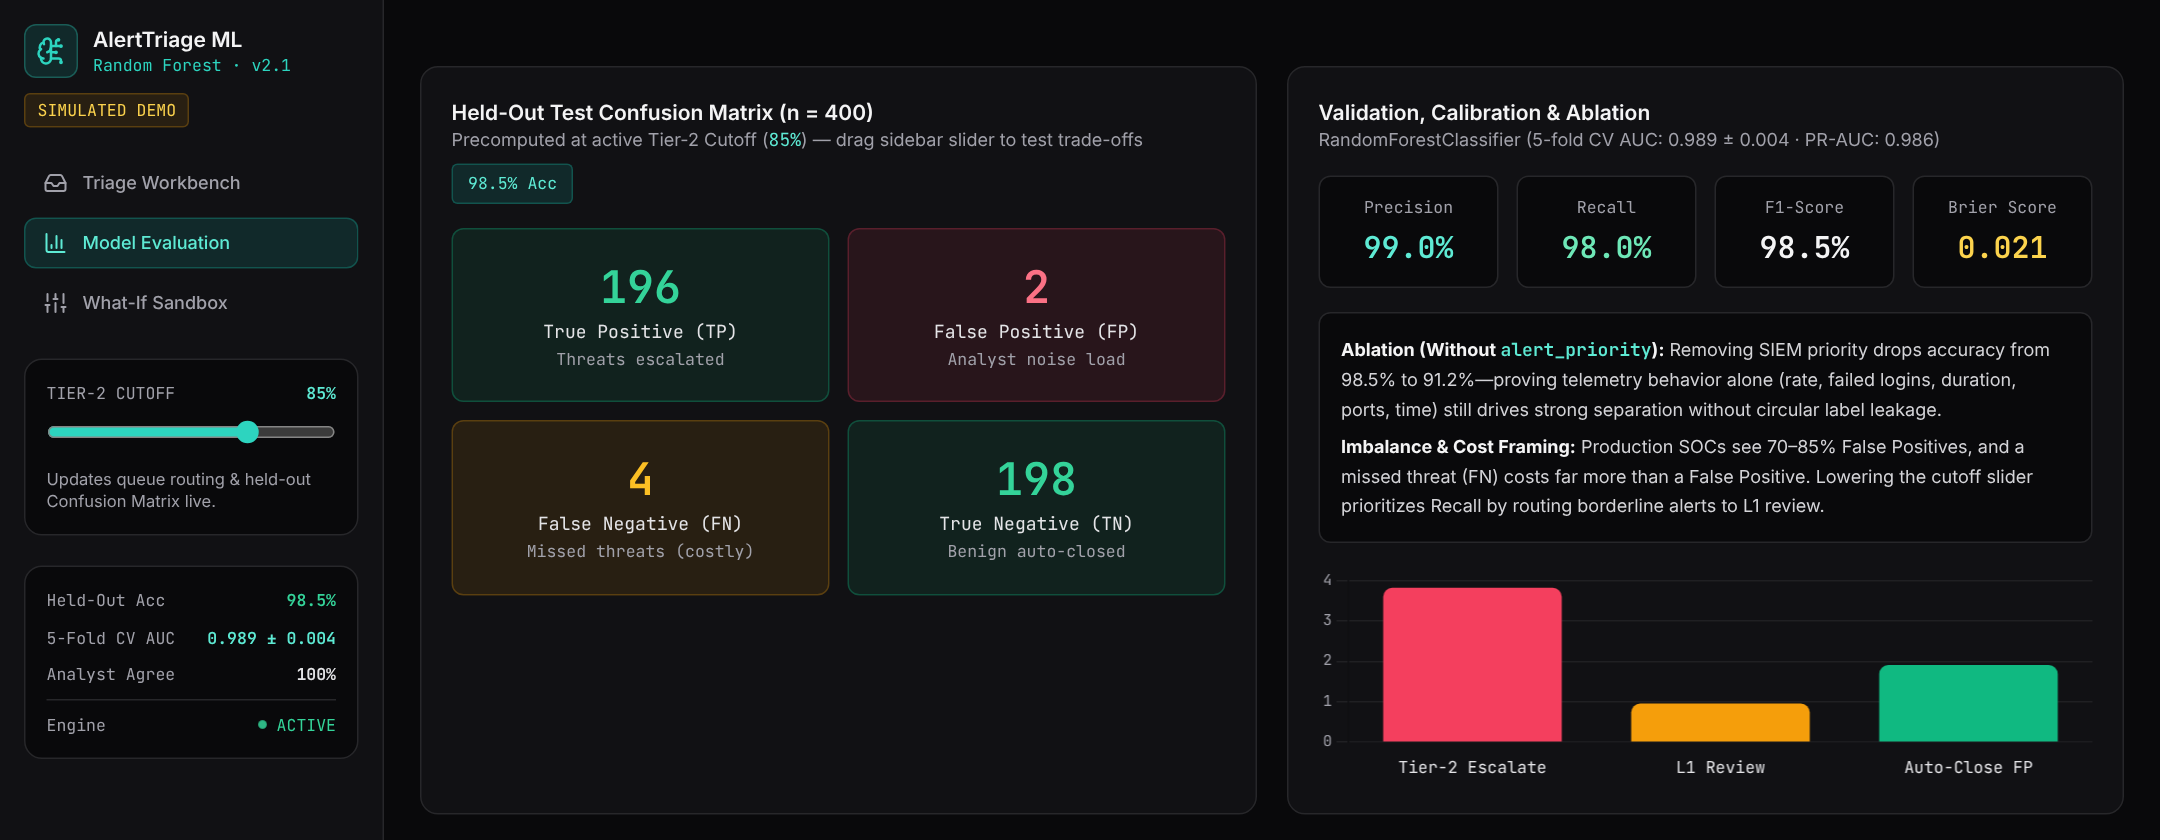 AlertTriage ML
Random Forest · v2.1
SIMULATED DEMO
Triage Workbench
Model Evaluation
What-If Sandbox
TIER-2 CUTOFF 85%
Updates queue routing & held-out
Confusion Matrix live.
Held-Out Acc 98.5%
5-Fold CV AUC 0.989 ± 0.004
Analyst Agree 100%
Engine ACTIVE
Held-Out Test Confusion Matrix (n = 400)
Precomputed at active Tier-2 Cutoff (85%) — drag sidebar slider to test trade-offs
98.5% Acc
196
True Positive (TP)
Threats escalated
2
False Positive (FP)
Analyst noise load
4
False Negative (FN)
Missed threats (costly)
198
True Negative (TN)
Benign auto-closed
Validation, Calibration & Ablation
RandomForestClassifier (5-fold CV AUC: 0.989 ± 0.004 · PR-AUC: 0.986)
Precision
99.0%
Recall
98.0%
F1-Score
98.5%
Brier Score
0.021
Ablation (Without alert_priority): Removing SIEM priority drops accuracy from
98.5% to 91.2%—proving telemetry behavior alone (rate, failed logins, duration,
ports, time) still drives strong separation without circular label leakage.
Imbalance & Cost Framing: Production SOCs see 70–85% False Positives, and a
missed threat (FN) costs far more than a False Positive. Lowering the cutoff slider
prioritizes Recall by routing borderline alerts to L1 review.
4
3
2
1
0
Tier-2 Escalate L1 Review Auto-Close FP